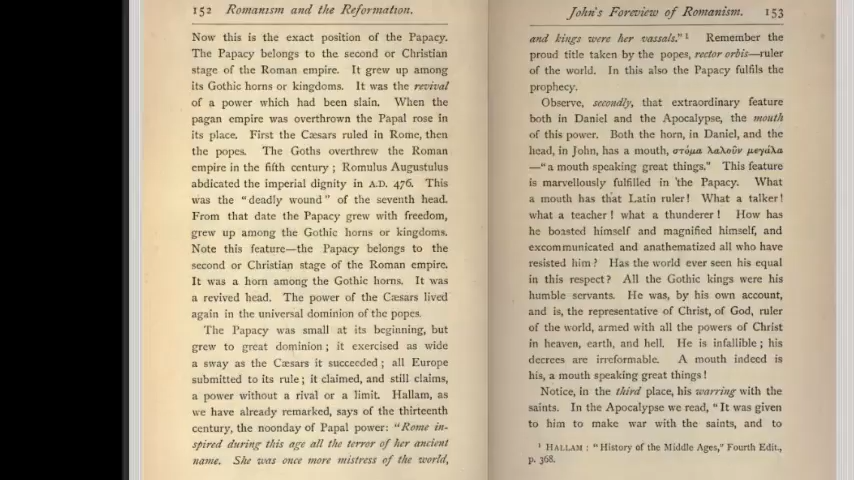 152 Romanism and the Reformation.
Now this is the exact position of the Papacy.
The Papacy belongs to the second or Christian
stage of the Roman empire. It grew up among
its Gothic horns or kingdoms. It was the revival
of a power which had been slain. When the
pagan empire was overthrown the Papal rose in
its place. First the Cæsars ruled in Rome, then
the popes. The Goths overthrew the Roman
empire in the fifth century ; Romulus Augustulus
abdicated the imperial dignity in A.D. 476. This
was the "deadly wound" of the seventh head.
From that date the Papacy grew with freedom,
grew up among the Gothic horns or kingdoms.
Note this feature—the Papacy belongs to the
second or Christian stage of the Roman empire.
It was a horn among the Gothic horns. It was
a revived head. The power of the Cæsars lived
again in the universal dominion of the popes.
The Papacy was small at its beginning, but
grew to great dominion ; it exercised as wide
a sway as the Cæsars it succeeded ; all Europe
submitted to its rule ; it claimed, and still claims,
a power without a rival or a limit. Hallam, as
we have already remarked, says of the thirteenth
century, the noonday of Papal power: "Rome in-
spired during this age all the terror of her ancient
name. She was once more mistress of the world,
John's Foreview of Romanism. 153
and kings were her vassals." ¹ Remember the
proud title taken by the popes, rector orbis—ruler
of the world. In this also the Papacy fulfils the
prophecy.
Observe, secondly, that extraordinary feature
both in Daniel and the Apocalypse, the mouth
of this power. Both the horn, in Daniel, and the
head, in John, has a mouth, στόμα λαλοῦν μεγάλα
—"a mouth speaking great things." This feature
is marvellously fulfilled in the Papacy. What
a mouth has that Latin ruler! What a talker!
what a teacher! what a thunderer! How has
he boasted himself and magnified himself, and
excommunicated and anathematized all who have
resisted him? Has the world ever seen his equal
in this respect? All the Gothic kings were his
humble servants. He was, by his own account,
and is, the representative of Christ, of God, ruler
of the world, armed with all the powers of Christ
in heaven, earth, and hell. He is infallible ; his
decrees are irreformable. A mouth indeed is
his, a mouth speaking great things!
Notice, in the third place, his warring with the
saints. In the Apocalypse we read, "It was given
to him to make war with the saints, and to
¹ HALLAM : "History of the Middle Ages," Fourth Edit.,
p. 368.